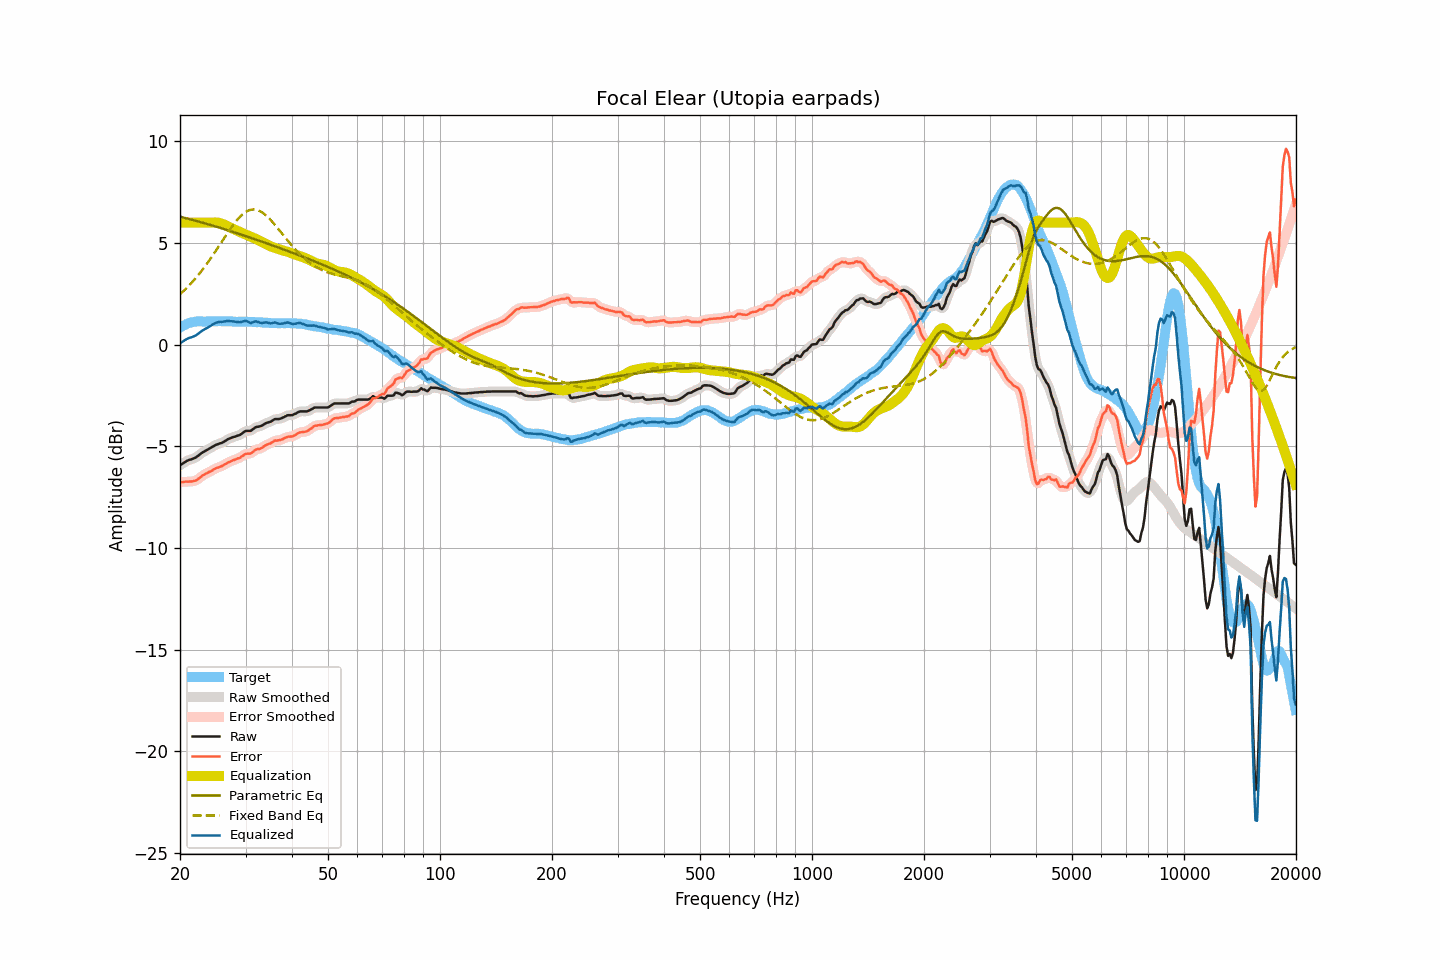 Focal Elear (Utopia earpads)
10
5
0
−5
−10
−15
−20
−25
Amplitude (dBr)
Target
Raw Smoothed
Error Smoothed
Raw
Error
Equalization
Parametric Eq
Fixed Band Eq
Equalized
20 50 100 200 500 1000 2000 5000 10000 20000
Frequency (Hz)